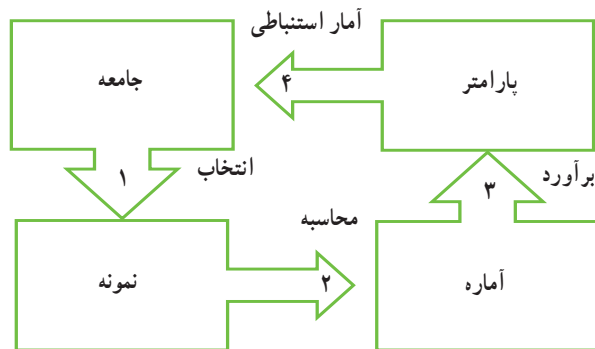 آمار استنباطی
جامعه
۴
پارامتر
۱
انتخاب
۳
برآورد
محاسبه
نمونه
۲
آماره